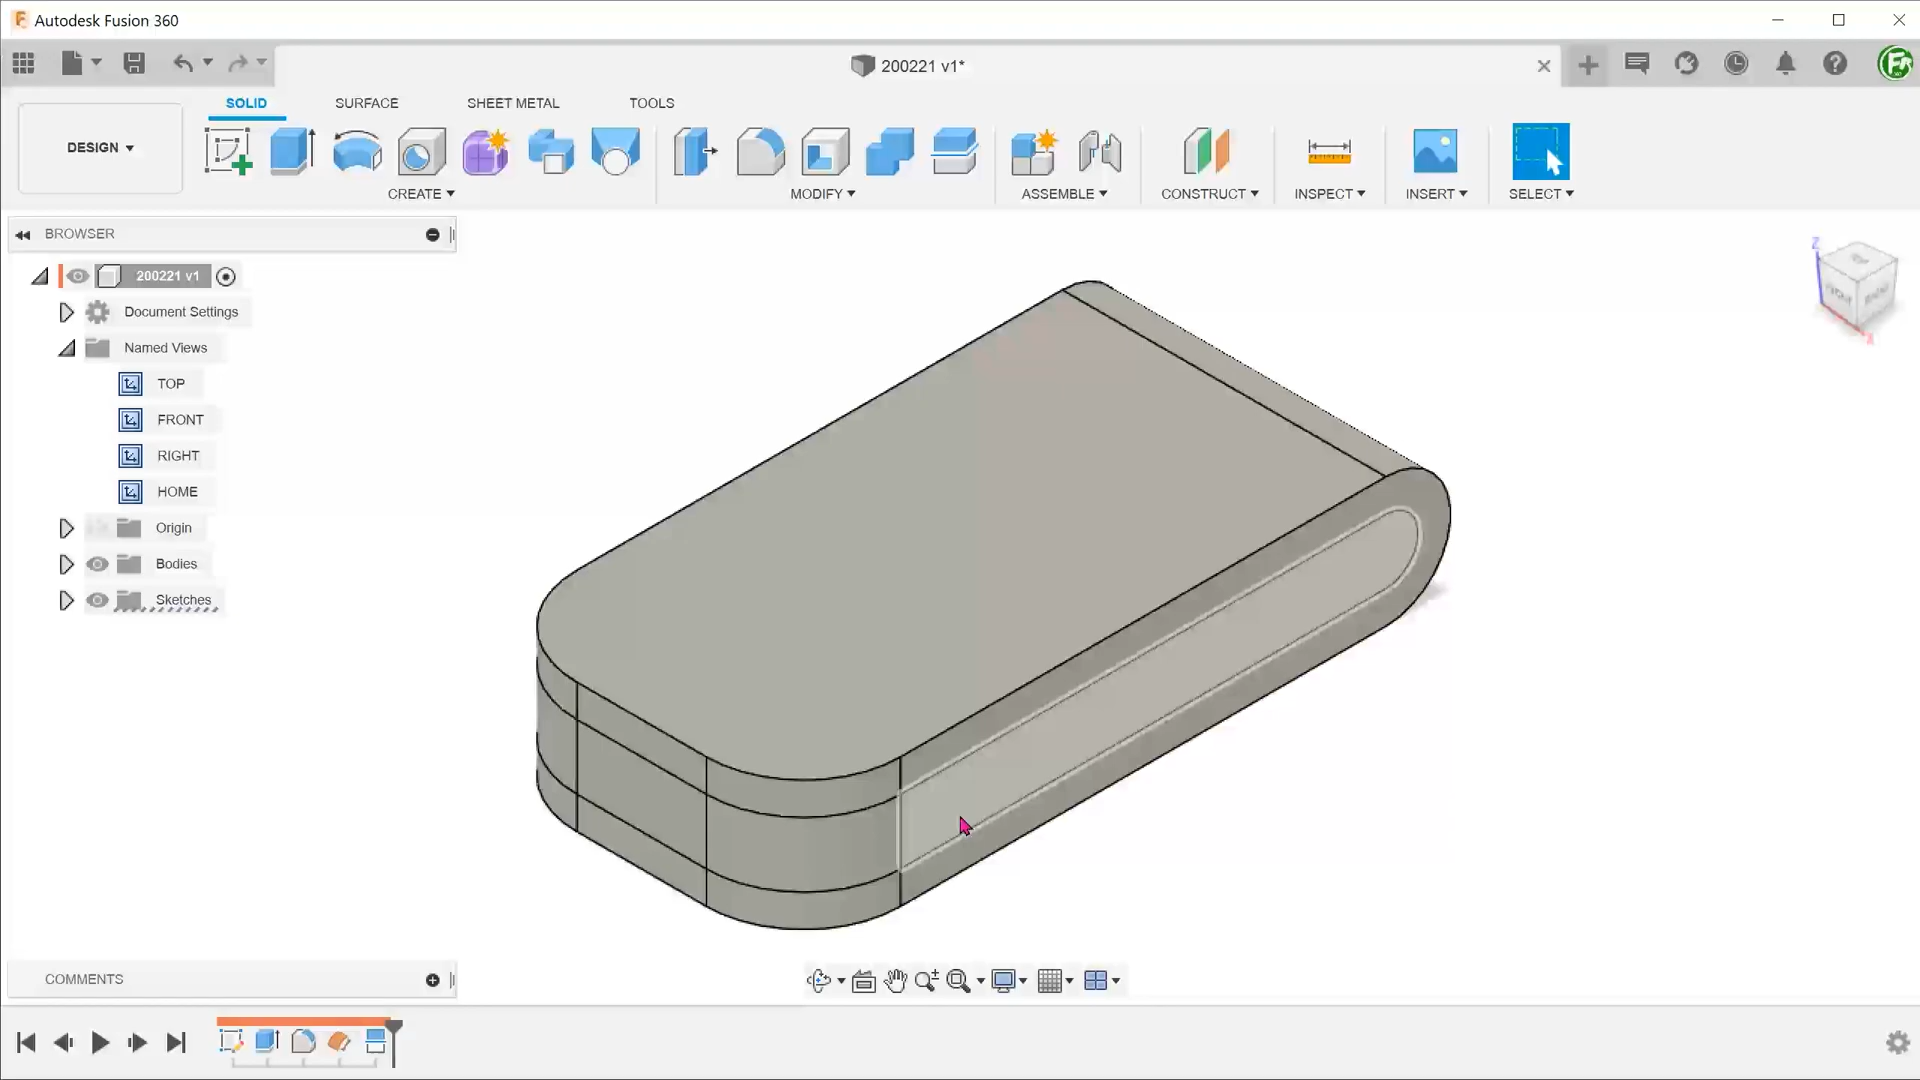 Autodesk Fusion 360
200221 v1*
SOLID SURFACE SHEET METAL TOOLS
DESIGN
CREATE MODIFY ASSEMBLE CONSTRUCT INSPECT INSERT SELECT
BROWSER
200221 v1
Document Settings
Named Views
TOP
FRONT
RIGHT
HOME
Origin
Bodies
Sketches
Z
X
COMMENTS